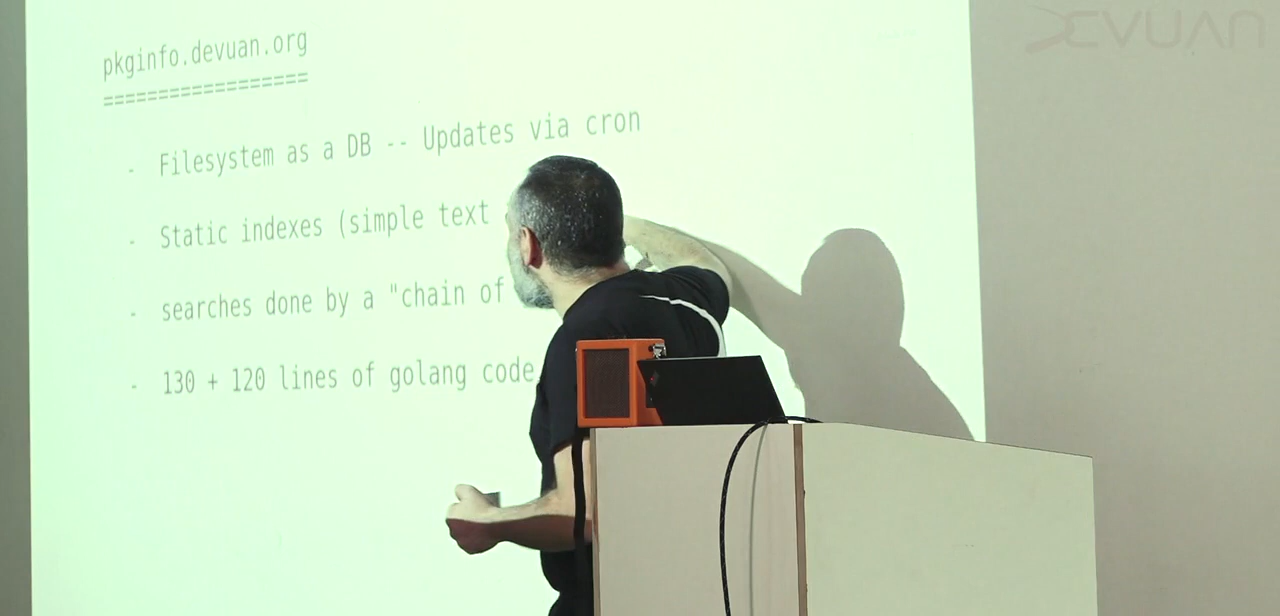 pkginfo.devuan.org
=================
- Filesystem as a DB -- Updates via cron
- Static indexes (simple text
- searches done by a "chain of
- 130 + 120 lines of golang code
DEVUAN